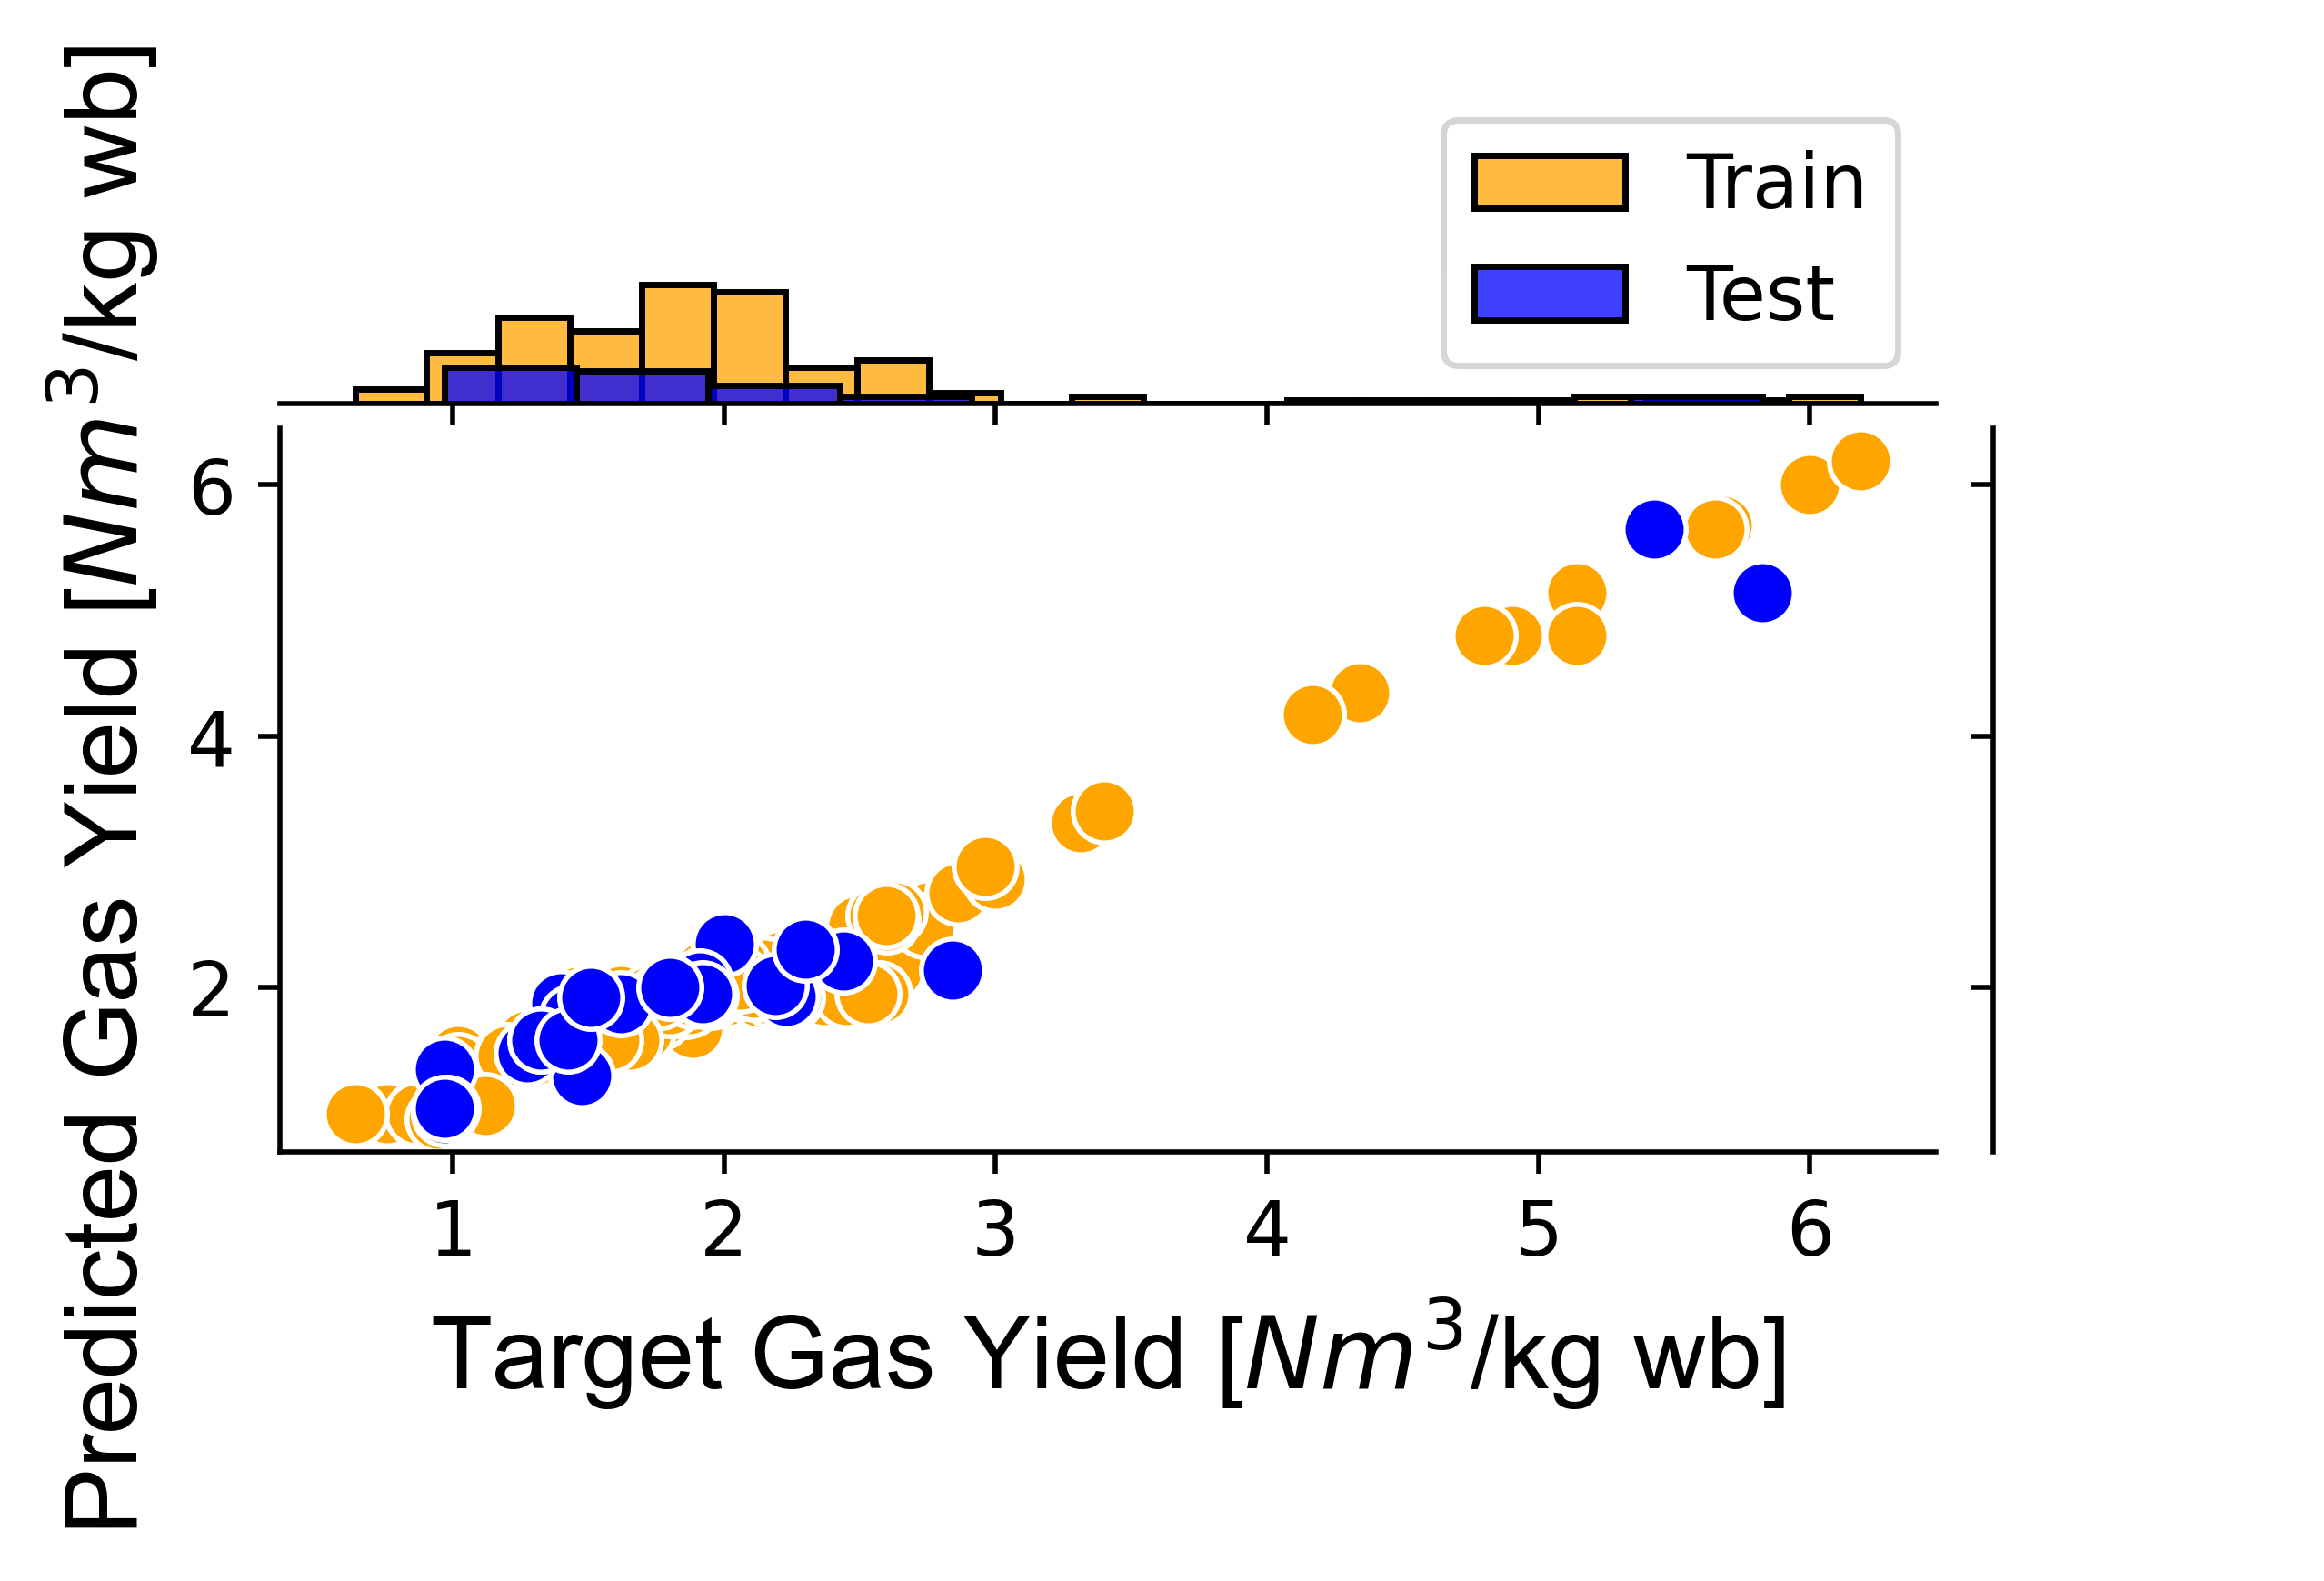 Predicted Gas Yield [Nm³/kg wb]
Train
Test
6
4
2
1 2 3 4 5 6
Target Gas Yield [Nm³/kg wb]